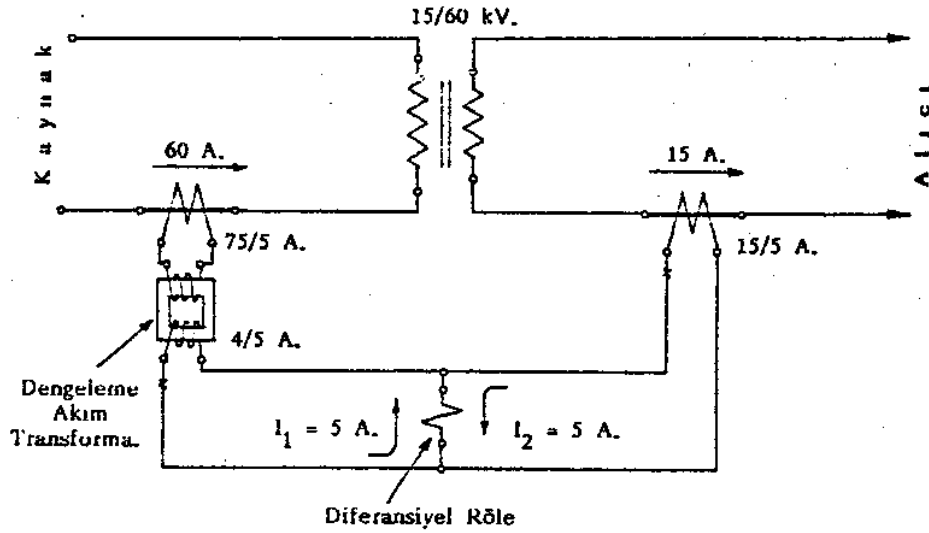 15/60 kV.
Kaynak
Alıcı
60 A.
15 A.
75/5 A.
15/5 A.
4/5 A.
Dengeleme
Akım
Transforma.
I1 = 5 A.
I2 = 5 A.
Diferansiyel Röle